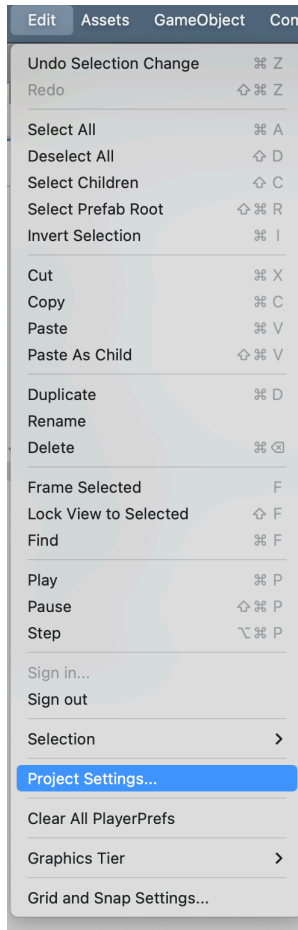 Edit Assets GameObject Con
Undo Selection Change ⌘ Z
Redo ⇧ ⌘ Z
Select All ⌘ A
Deselect All ⇧ D
Select Children ⇧ C
Select Prefab Root ⇧ ⌘ R
Invert Selection ⌘ I
Cut ⌘ X
Copy ⌘ C
Paste ⌘ V
Paste As Child ⇧ ⌘ V
Duplicate ⌘ D
Rename
Delete ⌘ ⌫
Frame Selected F
Lock View to Selected ⇧ F
Find ⌘ F
Play ⌘ P
Pause ⇧ ⌘ P
Step ⌥ ⌘ P
Sign in...
Sign out
Selection >
Project Settings...
Clear All PlayerPrefs
Graphics Tier >
Grid and Snap Settings...